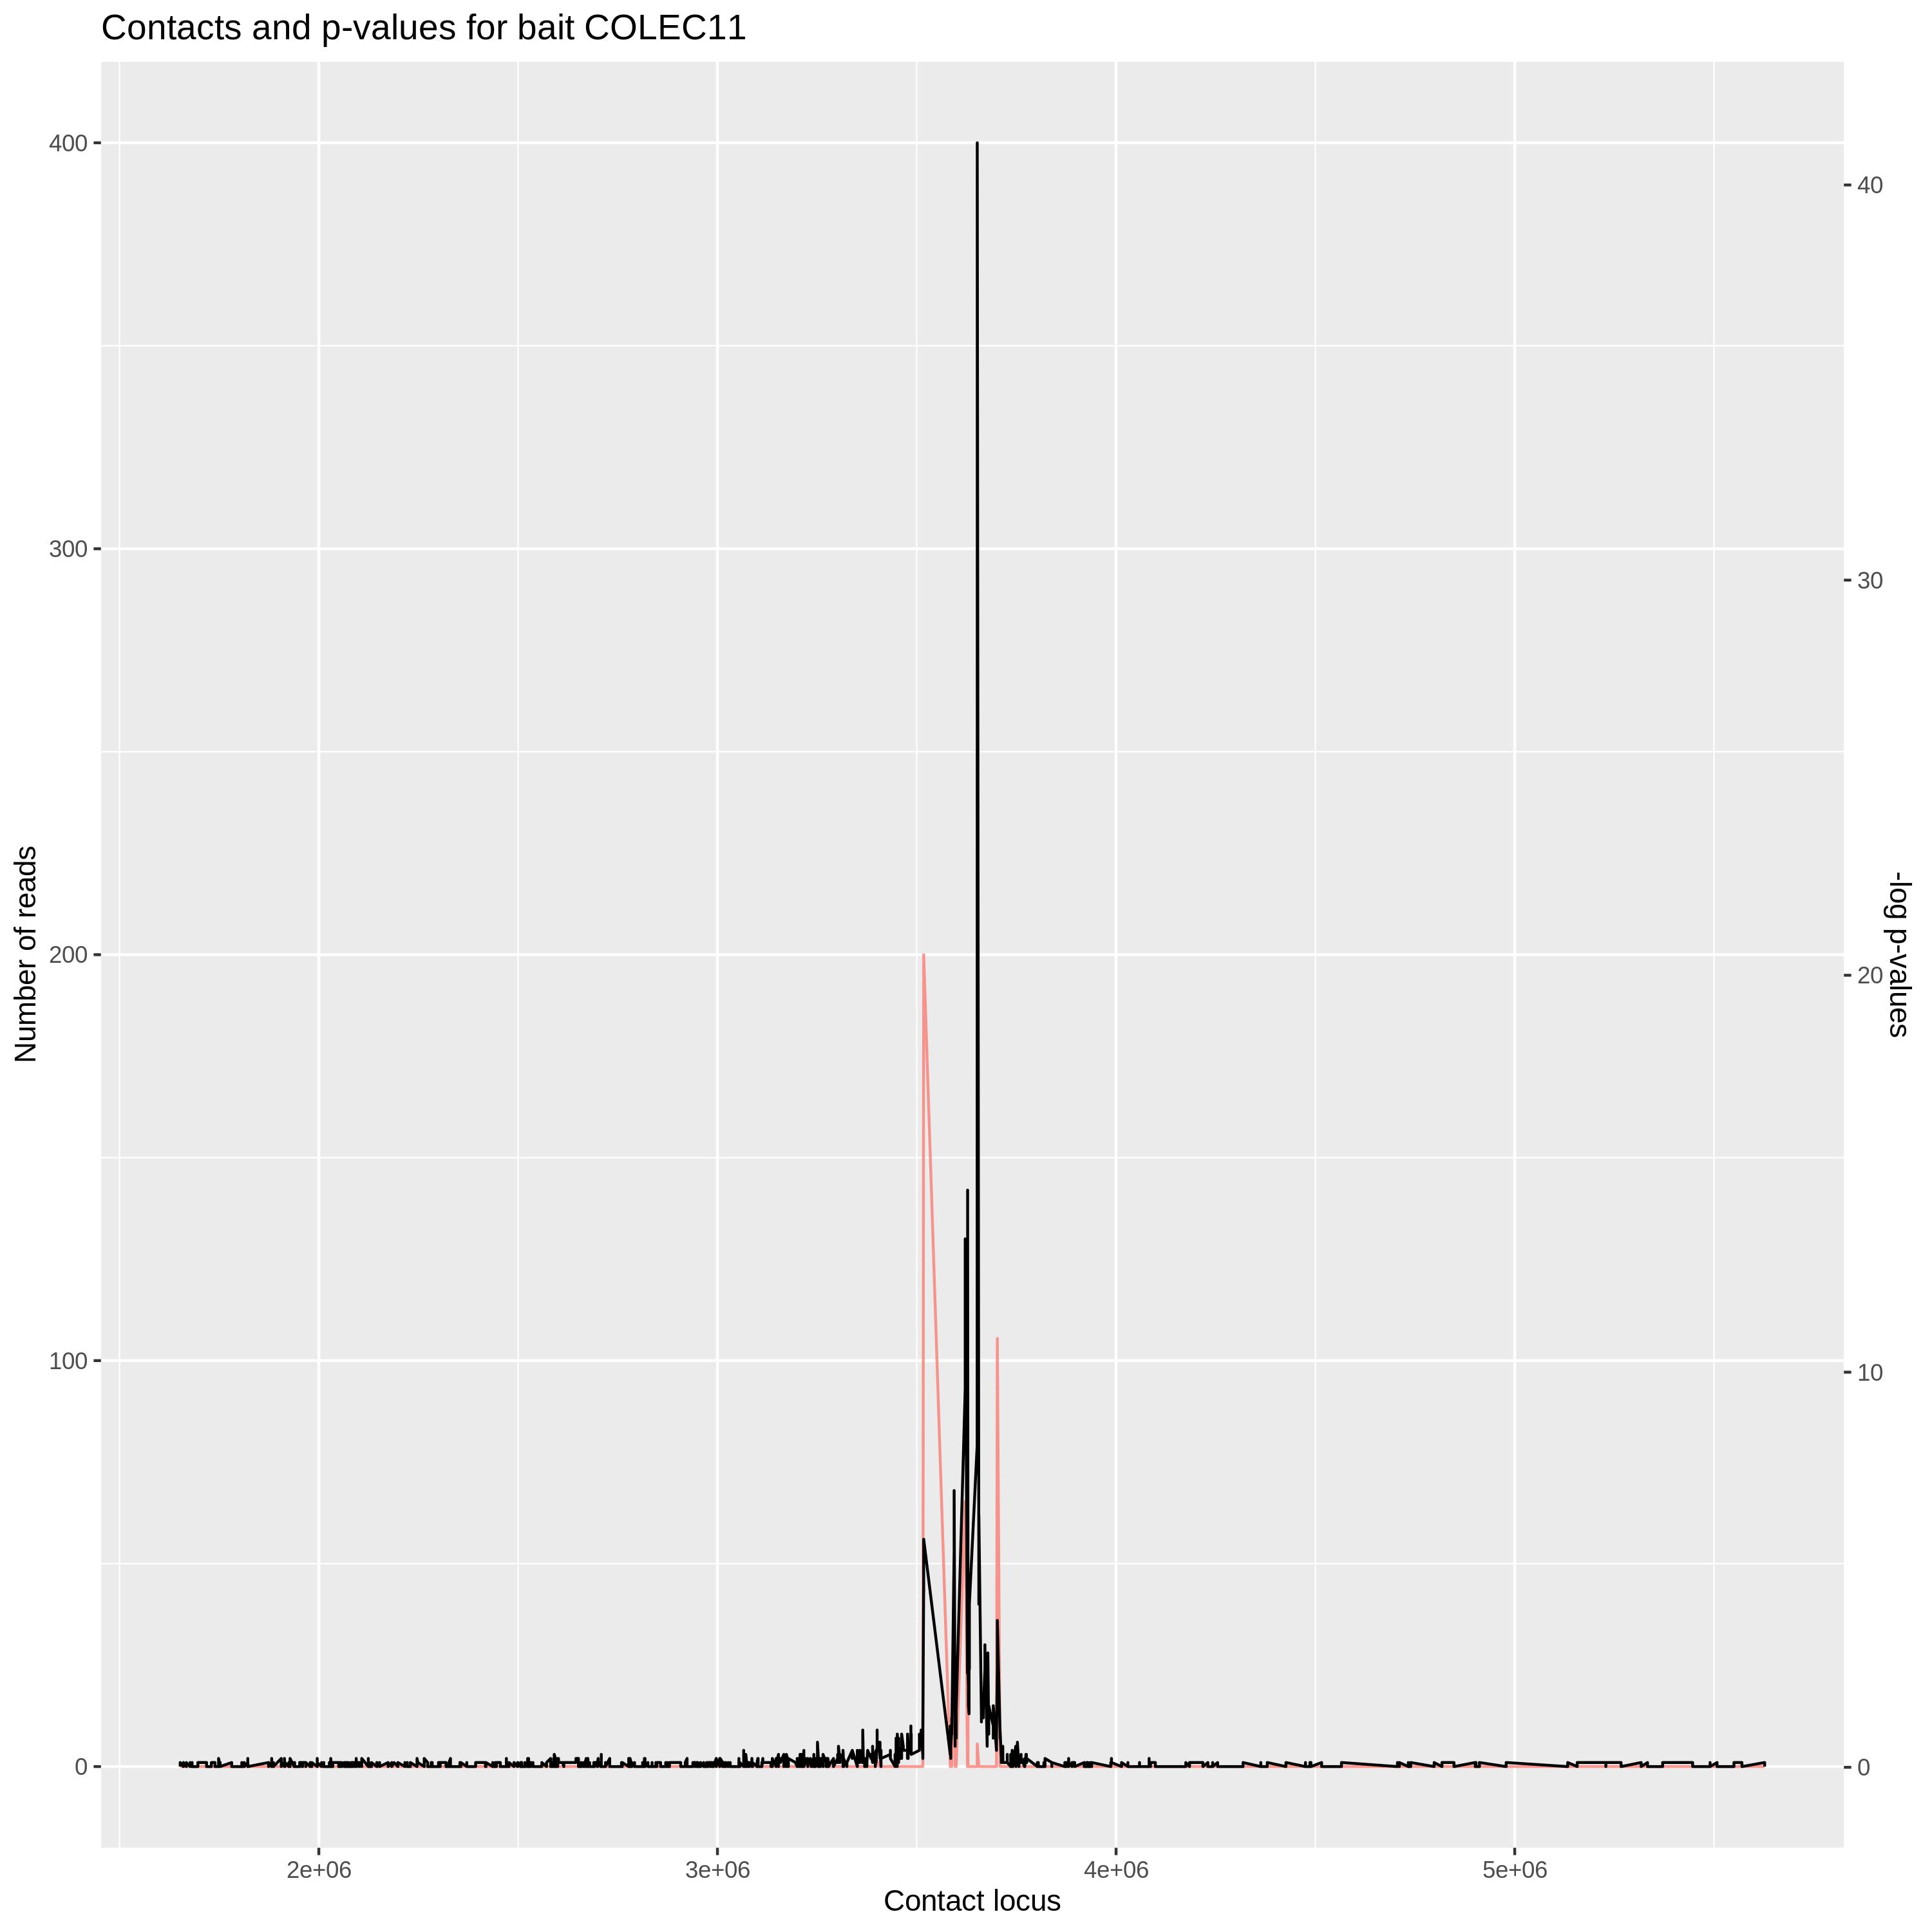 Contacts and p-values for bait COLEC11
400
300
200
100
0
Number of reads
40
30
20
10
0
-log p-values
2e+06
3e+06
4e+06
5e+06
Contact locus